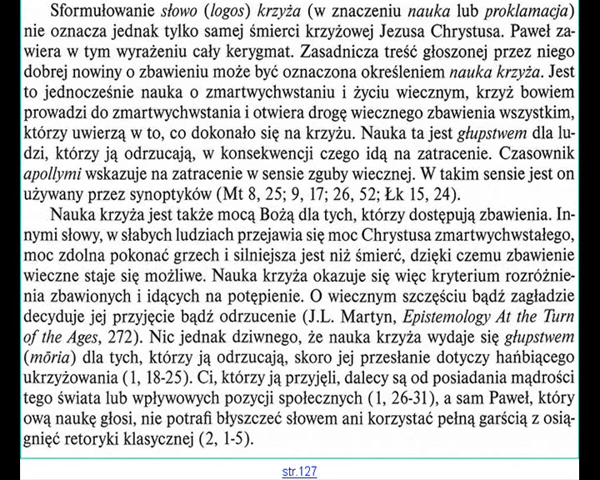 Sformułowanie słowo (logos) krzyża (w znaczeniu nauka lub proklamacja)
nie oznacza jednak tylko samej śmierci krzyżowej Jezusa Chrystusa. Paweł za-
wiera w tym wyrażeniu cały kerygmat. Zasadnicza treść głoszonej przez niego
dobrej nowiny o zbawieniu może być oznaczona określeniem nauka krzyża. Jest
to jednocześnie nauka o zmartwychwstaniu i życiu wiecznym, krzyż bowiem
prowadzi do zmartwychwstania i otwiera drogę wiecznego zbawienia wszystkim,
którzy uwierzą w to, co dokonało się na krzyżu. Nauka ta jest głupstwem dla lu-
dzi, którzy ją odrzucają, w konsekwencji czego idą na zatracenie. Czasownik
apollymi wskazuje na zatracenie w sensie zguby wiecznej. W takim sensie jest on
używany przez synoptyków (Mt 8, 25; 9, 17; 26, 52; Łk 15, 24).
Nauka krzyża jest także mocą Bożą dla tych, którzy dostępują zbawienia. In-
nymi słowy, w słabych ludziach przejawia się moc Chrystusa zmartwychwstałego,
moc zdolna pokonać grzech i silniejsza jest niż śmierć, dzięki czemu zbawienie
wieczne staje się możliwe. Nauka krzyża okazuje się więc kryterium rozróżnie-
nia zbawionych i idących na potępienie. O wiecznym szczęściu bądź zagładzie
decyduje jej przyjęcie bądź odrzucenie (J.L. Martyn, Epistemology At the Turn
of the Ages, 272). Nic jednak dziwnego, że nauka krzyża wydaje się głupstwem
(mōria) dla tych, którzy ją odrzucają, skoro jej przesłanie dotyczy hańbiącego
ukrzyżowania (1, 18-25). Ci, którzy ją przyjęli, dalecy są od posiadania mądrości
tego świata lub wpływowych pozycji społecznych (1, 26-31), a sam Paweł, który
ową naukę głosi, nie potrafi błyszczeć słowem ani korzystać pełną garścią z osią-
gnięć retoryki klasycznej (2, 1-5).
str.127